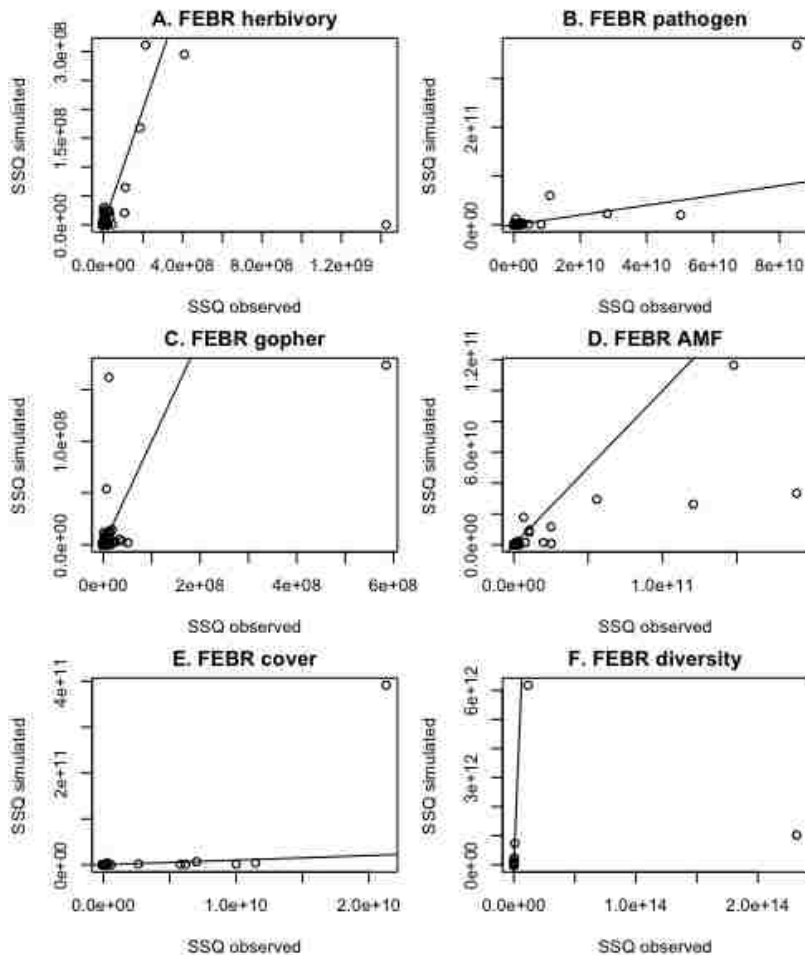 A. FEBR herbivory
B. FEBR pathogen
SSQ simulated
0.0e+00 1.5e+08 3.0e+08
SSQ simulated
0e+00 2e+11
0.0e+00 4.0e+08 8.0e+08 1.2e+09
0e+00 2e+10 4e+10 6e+10 8e+10
SSQ observed
SSQ observed
C. FEBR gopher
D. FEBR AMF
SSQ simulated
0.0e+00 1.0e+08
SSQ simulated
0.0e+00 6.0e+10 1.2e+11
0e+00 2e+08 4e+08 6e+08
0.0e+00 1.0e+11
SSQ observed
SSQ observed
E. FEBR cover
F. FEBR diversity
SSQ simulated
0e+00 2e+11 4e+11
SSQ simulated
0e+00 3e+12 6e+12
0.0e+00 1.0e+10 2.0e+10
0.0e+00 1.0e+14 2.0e+14
SSQ observed
SSQ observed